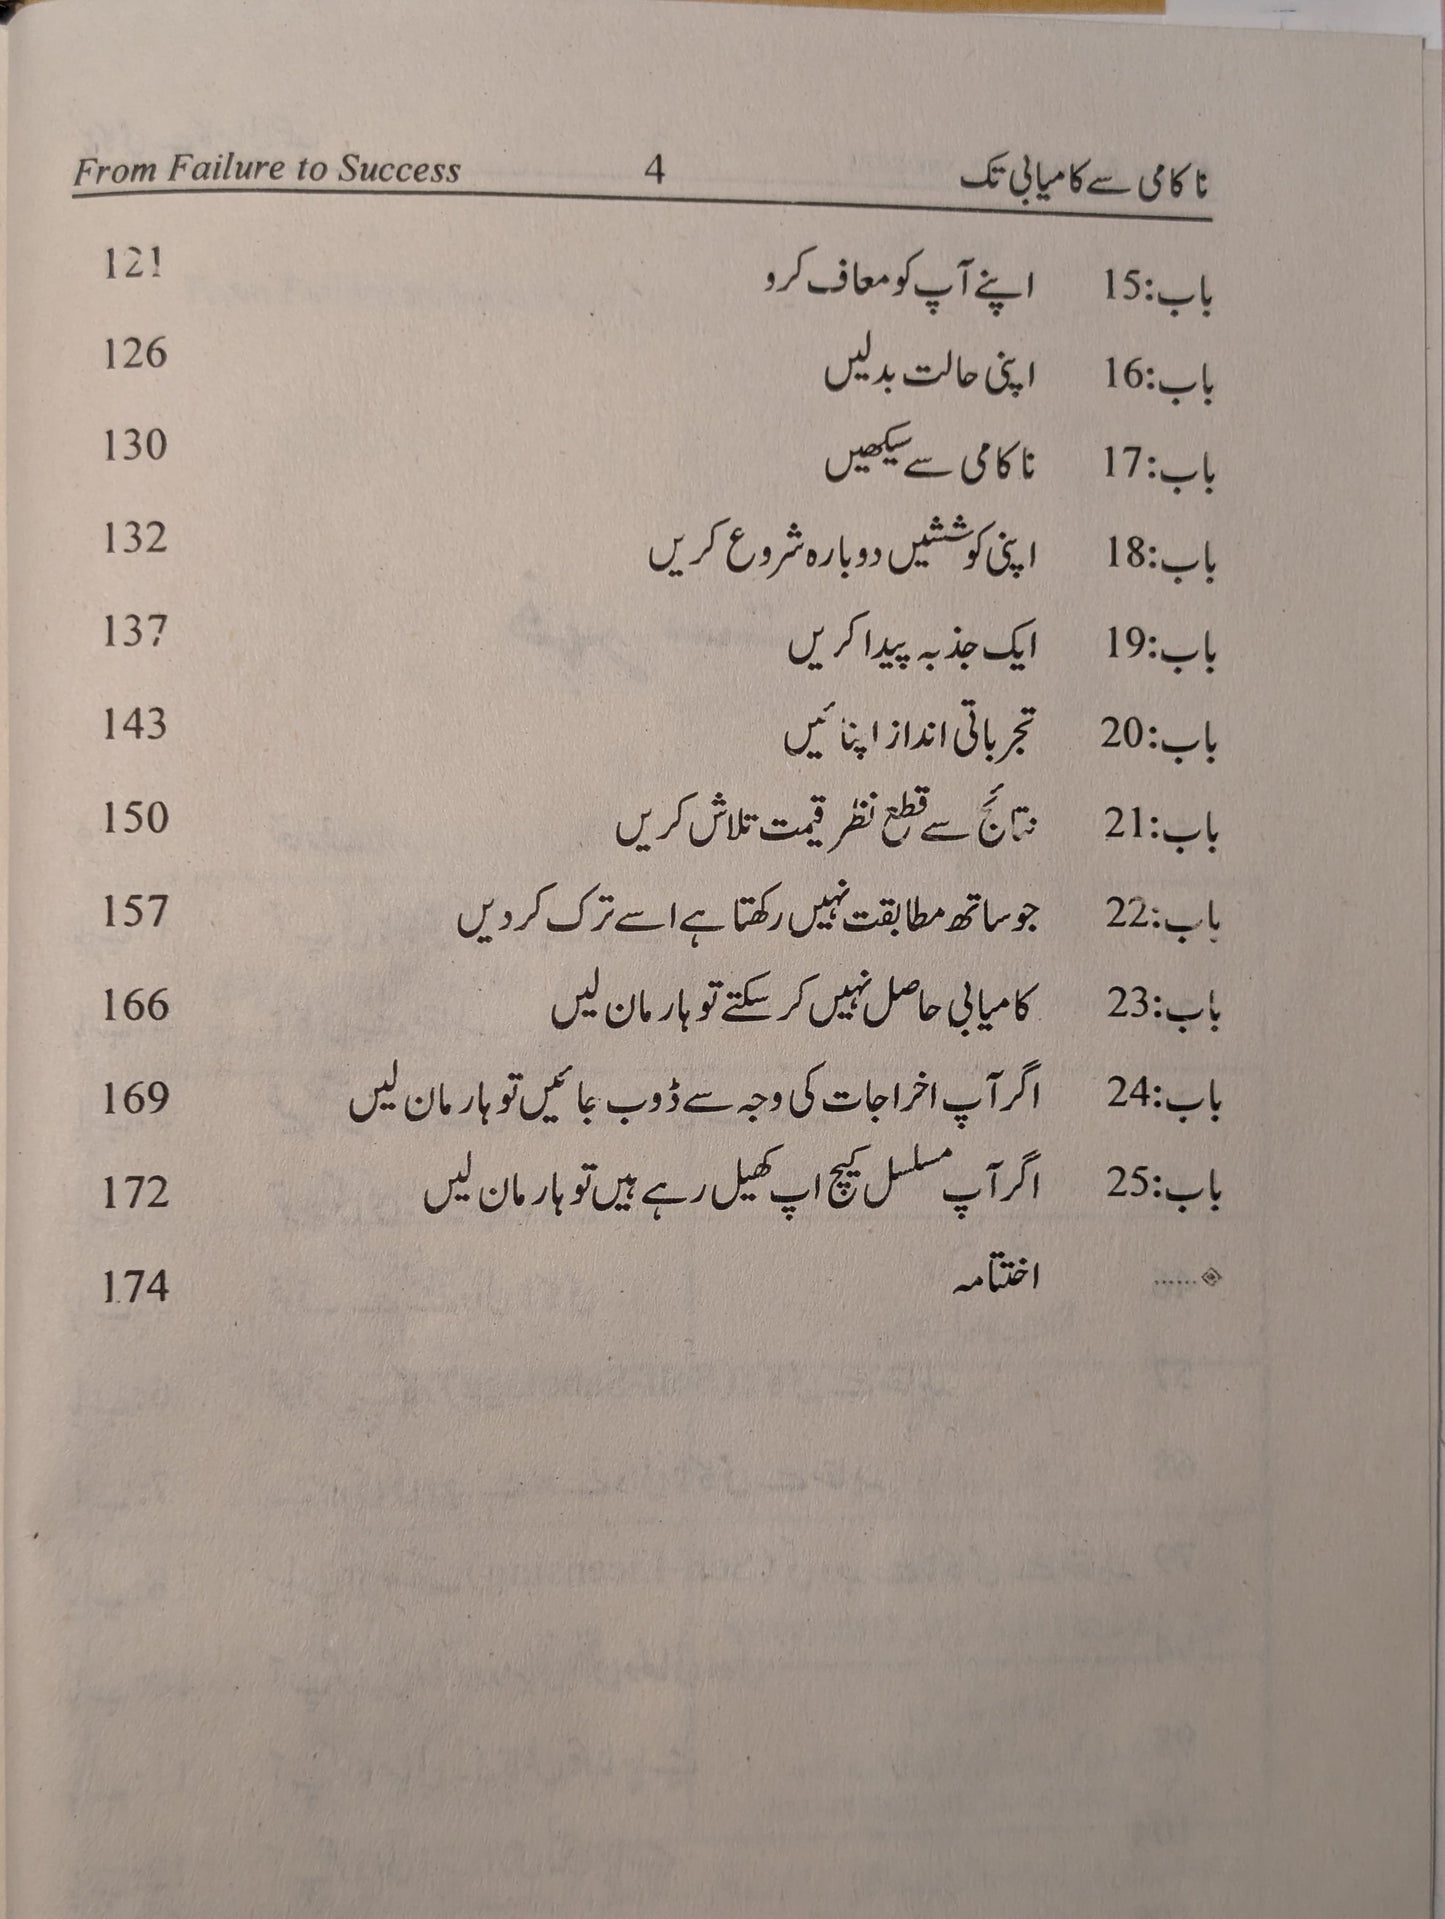 ناکامی سے کامیابی تک 4 From Failure to Success
باب:15 اپنے آپ کو معاف کرو 121
باب:16 اپنی حالت بدلیں 126
باب:17 ناکامی سے سیکھیں 130
باب:18 اپنی کوششیں دوبارہ شروع کریں 132
باب:19 ایک جذبہ پیدا کریں 137
باب:20 تجرباتی انداز اپنائیں 143
باب:21 نتائج سے قطع نظر قیمت تلاش کریں 150
باب:22 جو ساتھ مطابقت نہیں رکھتا ہے اسے ترک کر دیں 157
باب:23 کامیابی حاصل نہیں کر سکتے تو ہار مان لیں 166
باب:24 اگر آپ اخراجات کی وجہ سے ڈوب جائیں تو ہار مان لیں 169
باب:25 اگر آپ مسلسل کیچ اپ کھیل رہے ہیں تو ہار مان لیں 172
...... اختتامہ 174